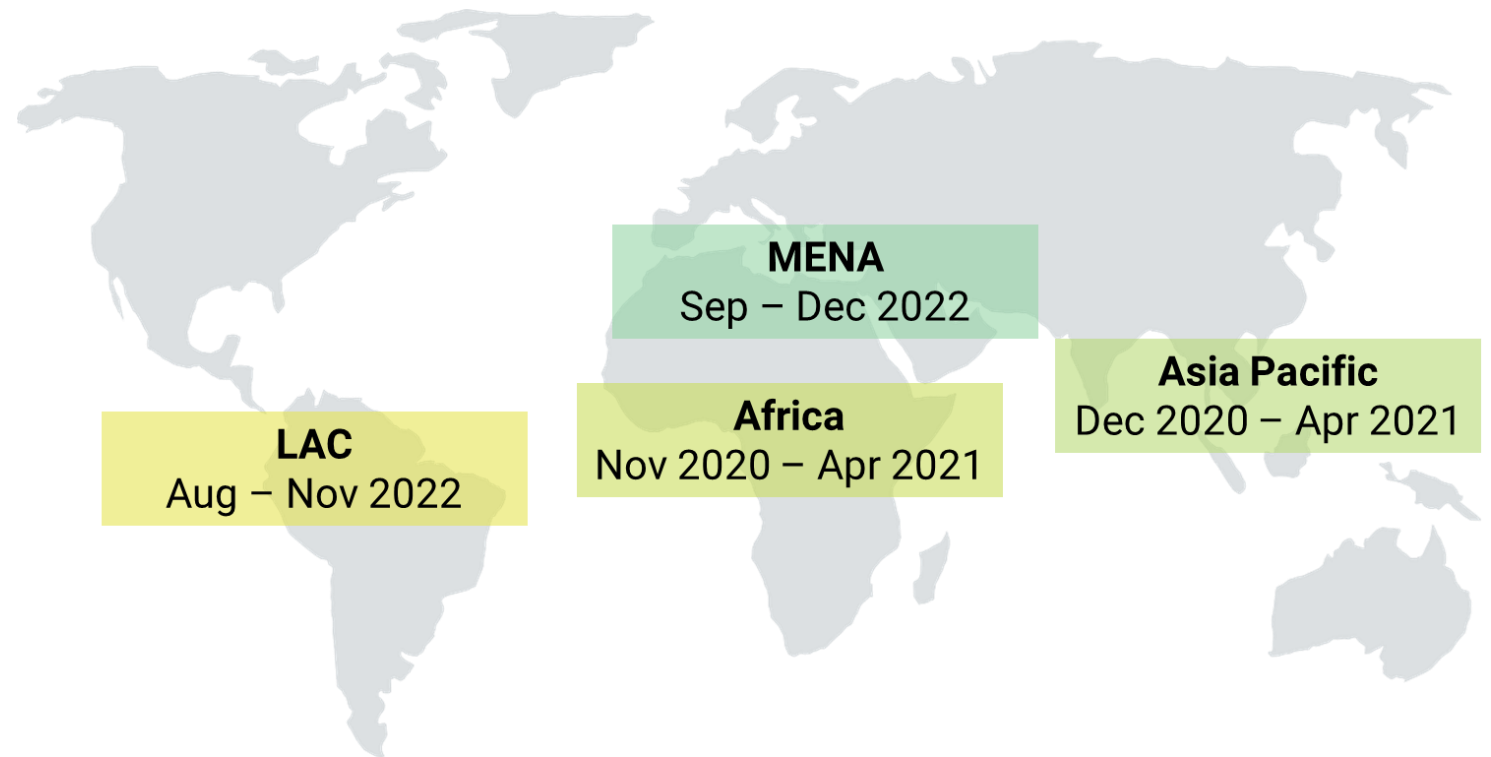 MENA
Sep – Dec 2022
Asia Pacific
Dec 2020 – Apr 2021
Africa
Nov 2020 – Apr 2021
LAC
Aug – Nov 2022